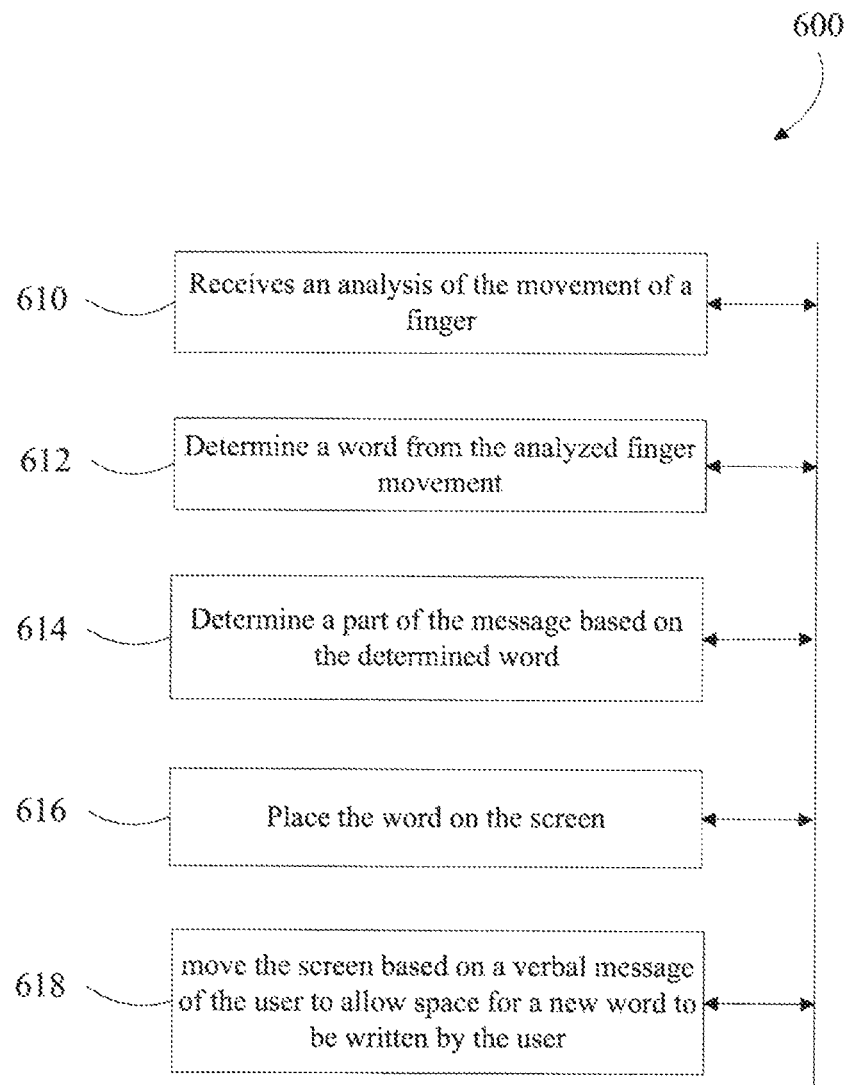 600
610
Receives an analysis of the movement of a
finger
612
Determine a word from the analyzed finger
movement
614
Determine a part of the message based on
the determined word
616
Place the word on the screen
618
move the screen based on a verbal message
of the user to allow space for a new word to
be written by the user